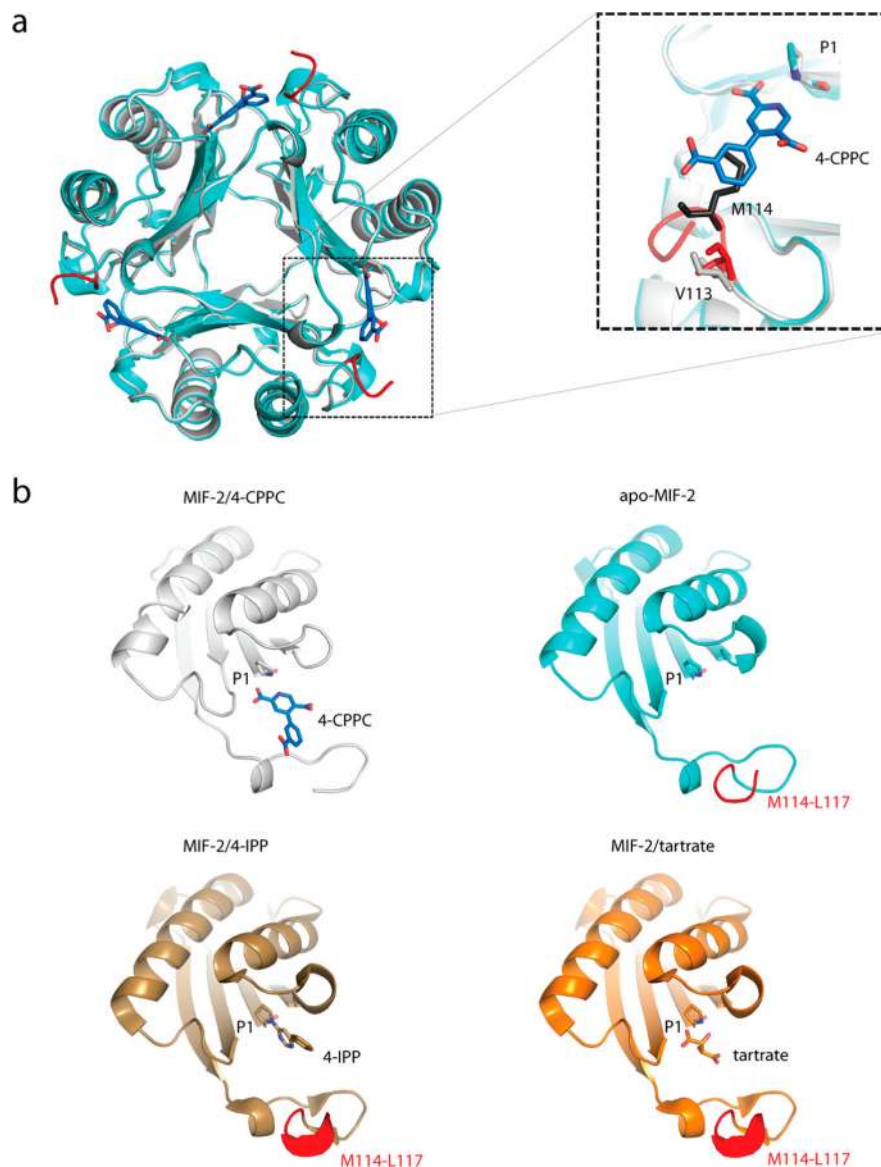 a
P1
4-CPPC
M114
V113
b
MIF-2/4-CPPC
apo-MIF-2
P1
4-CPPC
P1
M114-L117
MIF-2/4-IPP
MIF-2/tartrate
P1
4-IPP
M114-L117
P1
tartrate
M114-L117